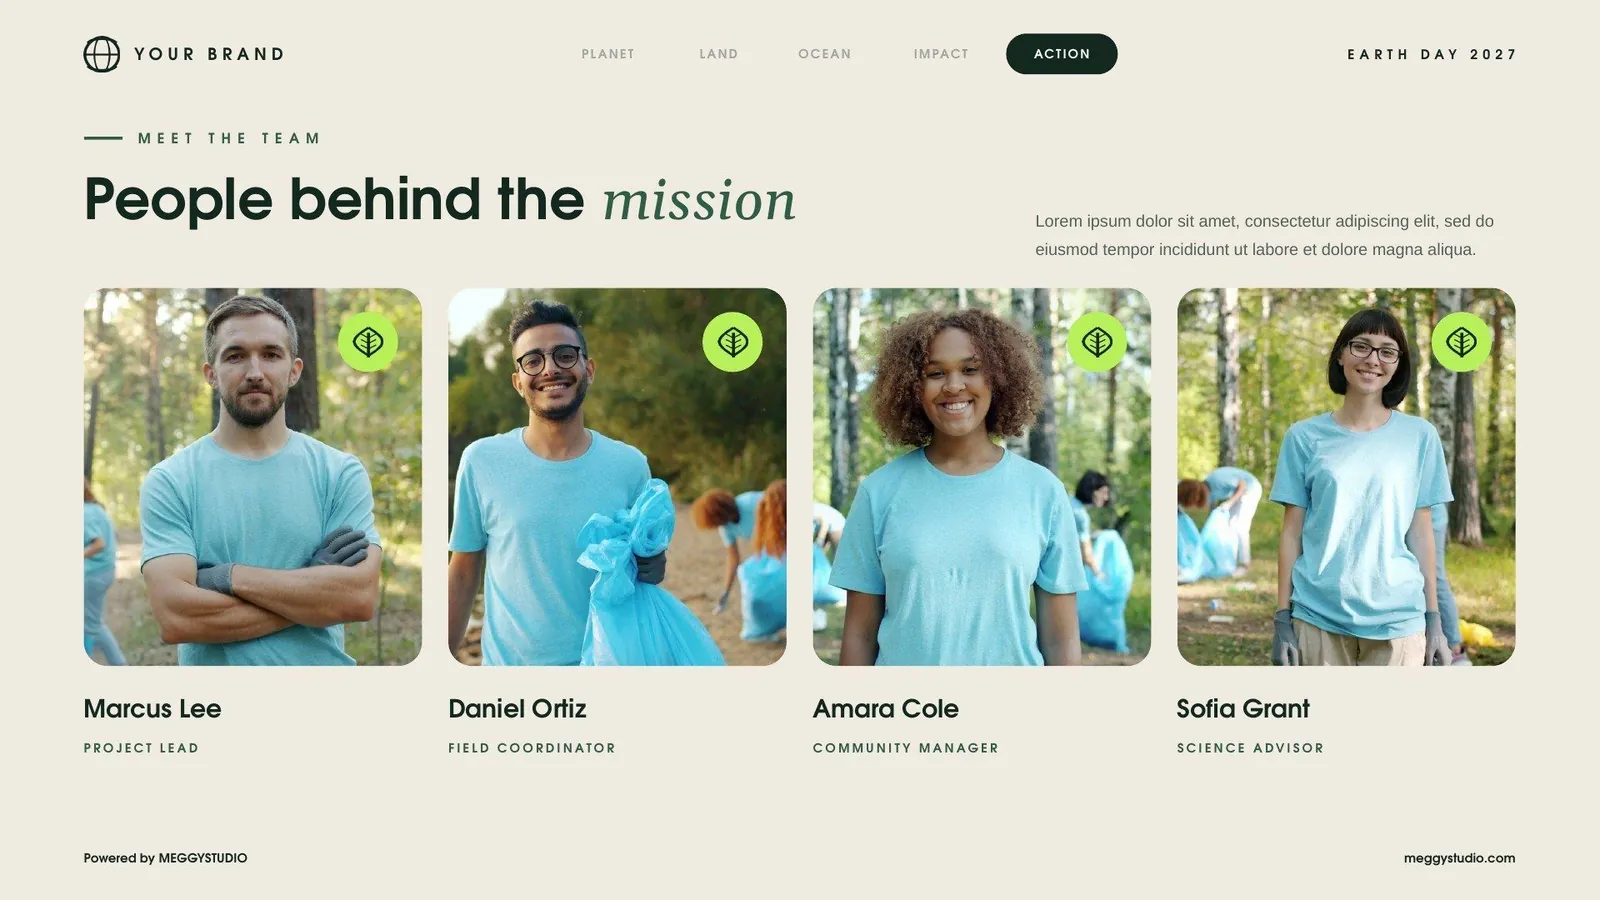 YOUR BRAND
PLANET
LAND
OCEAN
IMPACT
ACTION
EARTH DAY 2027
MEET THE TEAM
People behind the mission
Lorem ipsum dolor sit amet, consectetur adipiscing elit, sed do
eiusmod tempor incididunt ut labore et dolore magna aliqua.
Marcus Lee
PROJECT LEAD
Daniel Ortiz
FIELD COORDINATOR
Amara Cole
COMMUNITY MANAGER
Sofia Grant
SCIENCE ADVISOR
Powered by MEGGYSTUDIO
meggystudio.com